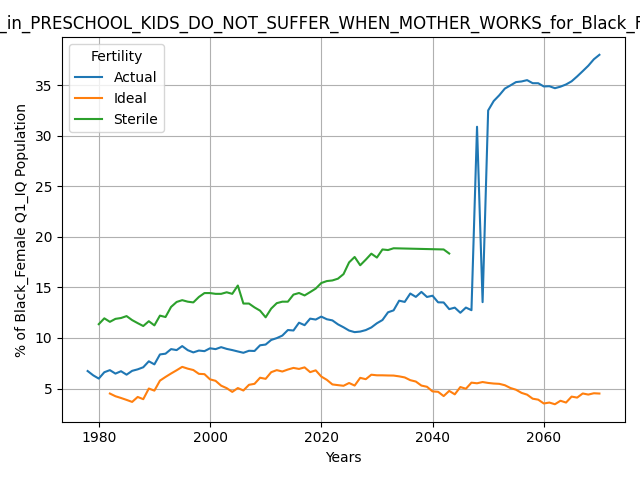 _in_PRESCHOOL_KIDS_DO_NOT_SUFFER_WHEN_MOTHER_WORKS_for_Black_F
Fertility
Actual
Ideal
Sterile
% of Black_Female Q1_IQ Population
35
30
25
20
15
10
5
1980 2000 2020 2040 2060
Years